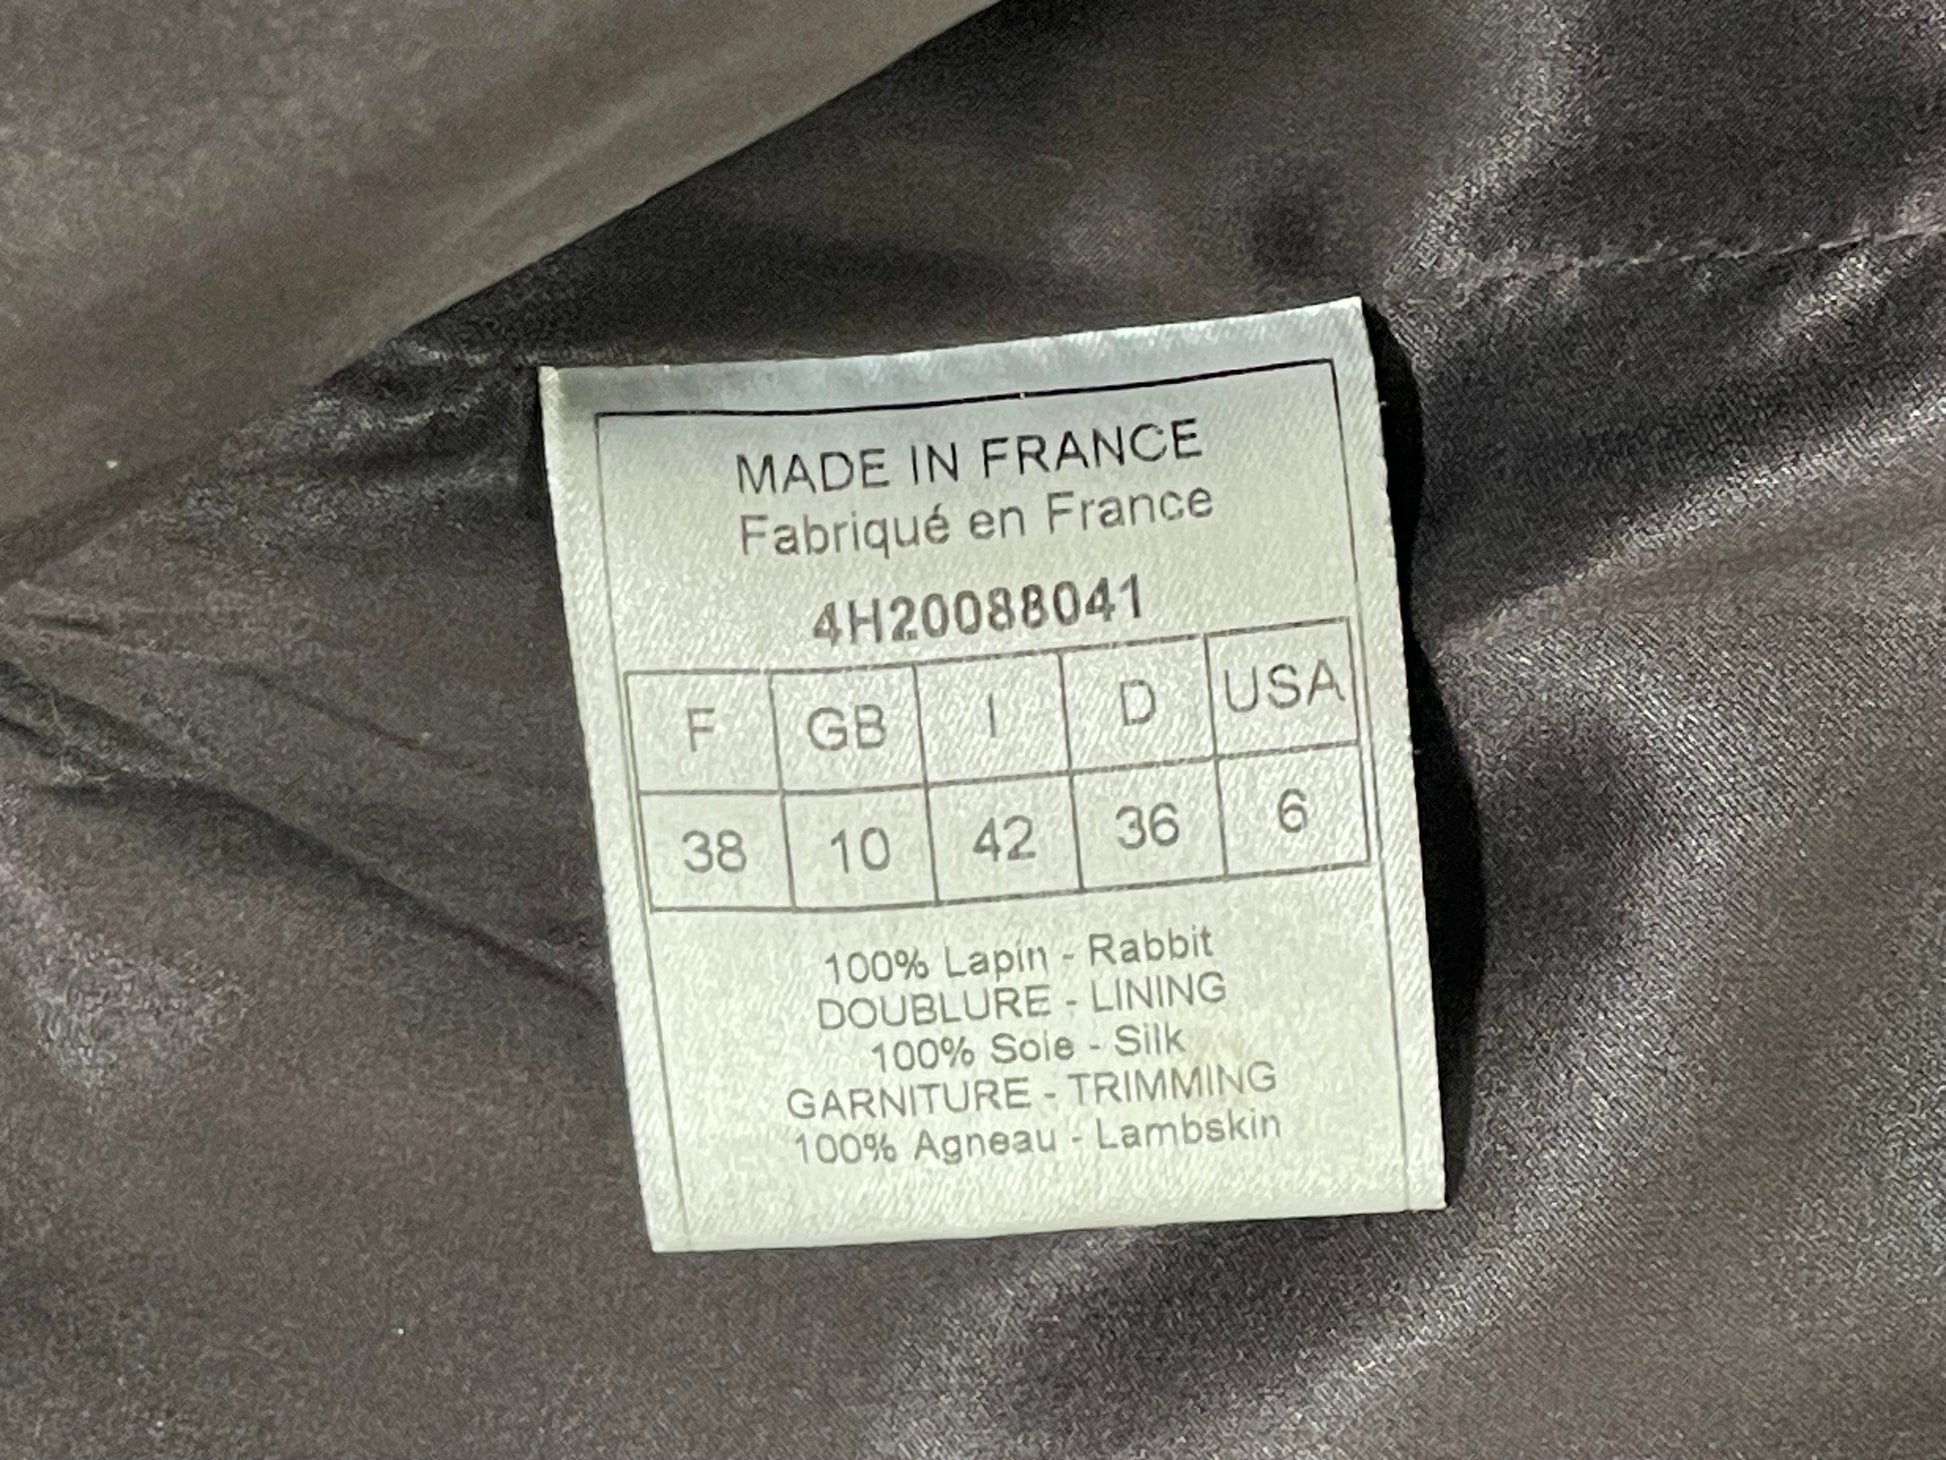 MADE IN FRANCE
Fabriqué en France
4H20088041
F GB I D USA
38 10 42 36 6
100% Lapin - Rabbit
DOUBLURE - LINING
100% Soie - Silk
GARNITURE - TRIMMING
100% Agneau - Lambskin